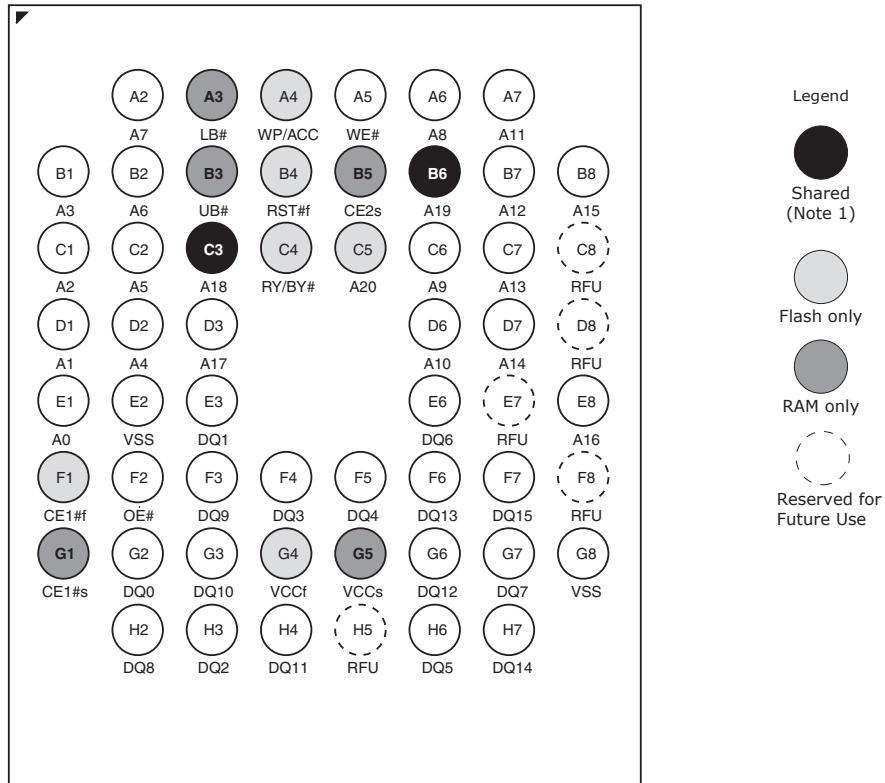 A2 A3 A4 A5 A6 A7
A7 LB# WP/ACC WE# A8 A11
B1 B2 B3 B4 B5 B6 B7 B8
A3 A6 UB# RST#f CE2s A19 A12 A15
C1 C2 C3 C4 C5 C6 C7 C8
A2 A5 A18 RY/BY# A20 A9 A13 RFU
D1 D2 D3 D6 D7 D8
A1 A4 A17 A10 A14 RFU
E1 E2 E3 E6 E7 E8
A0 VSS DQ1 DQ6 RFU A16
F1 F2 F3 F4 F5 F6 F7 F8
CE1#f OE# DQ9 DQ3 DQ4 DQ13 DQ15 RFU
G1 G2 G3 G4 G5 G6 G7 G8
CE1#s DQ0 DQ10 VCCf VCCs DQ12 DQ7 VSS
H2 H3 H4 H5 H6 H7
DQ8 DQ2 DQ11 RFU DQ5 DQ14
Legend
Shared
(Note 1)
Flash only
RAM only
Reserved for
Future Use